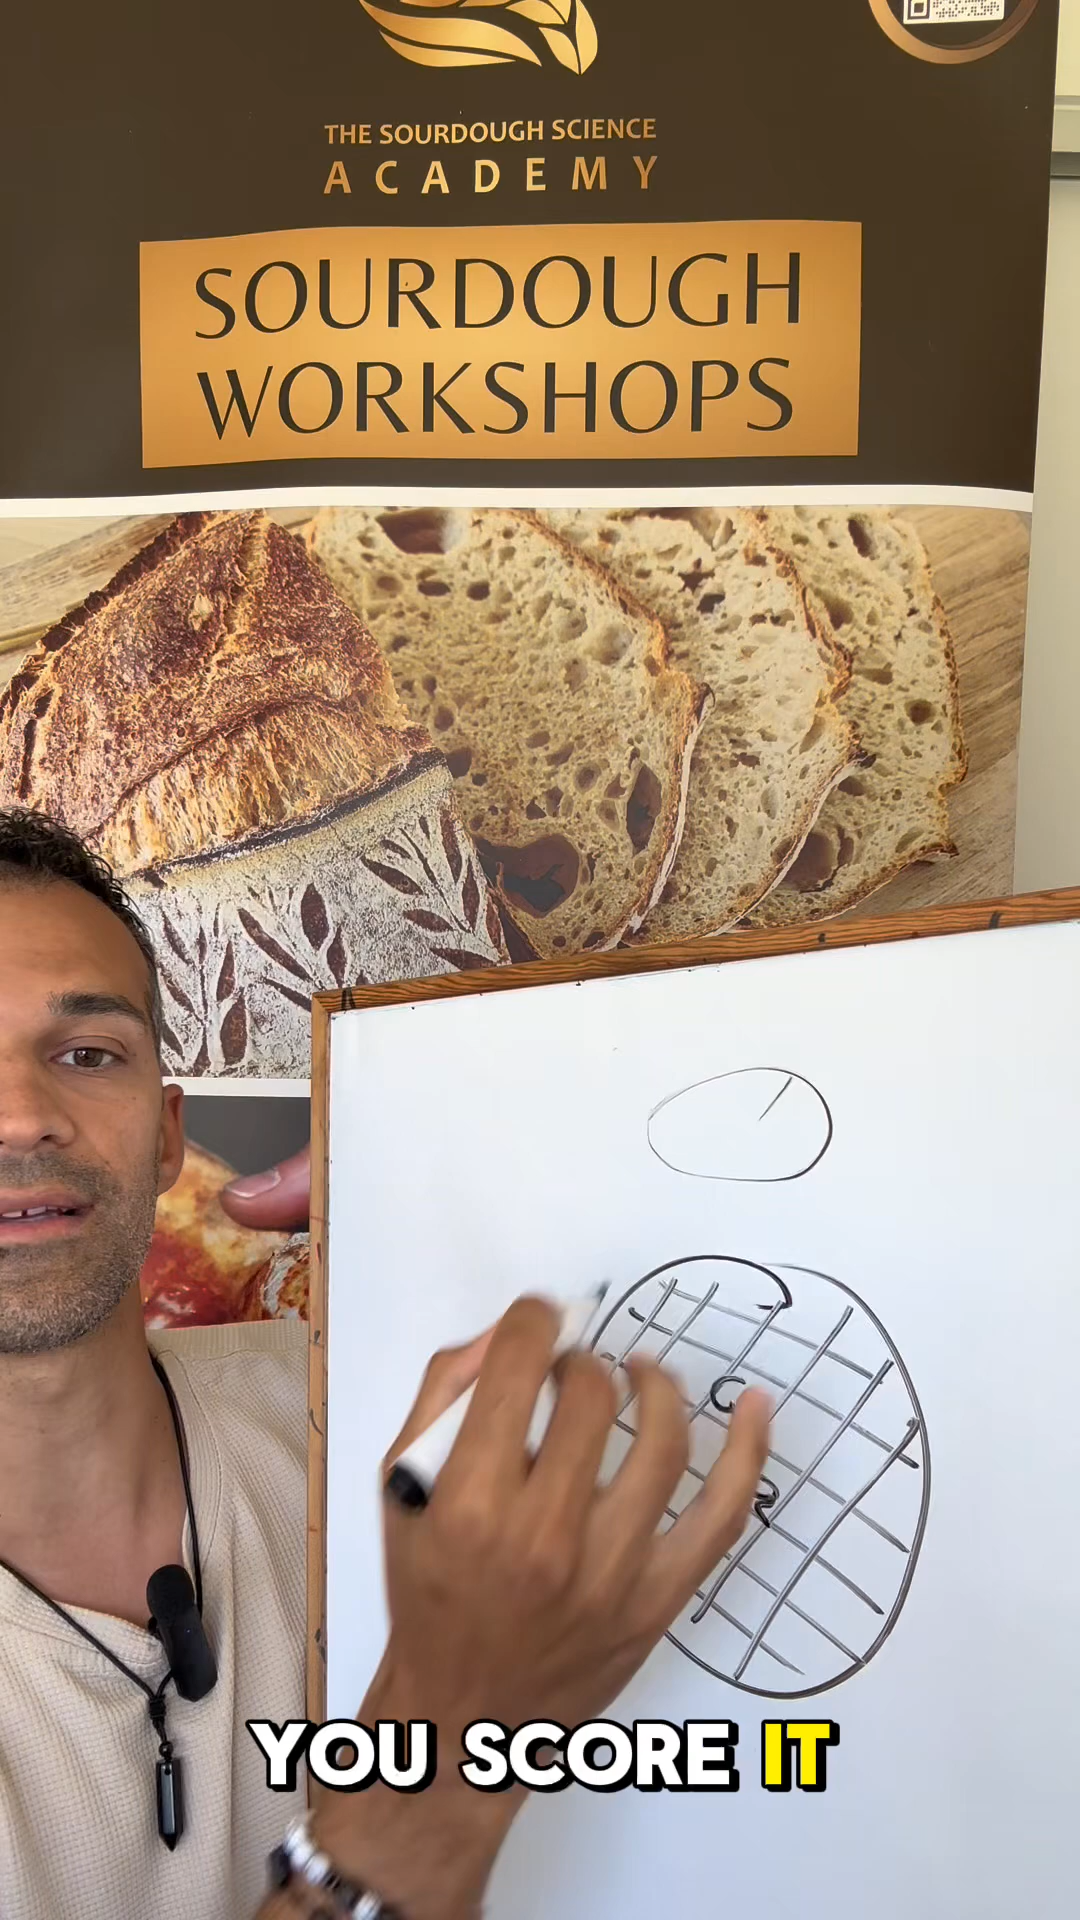 THE SOURDOUGH SCIENCE
ACADEMY
SOURDOUGH
WORKSHOPS
C
R
YOU SCORE IT